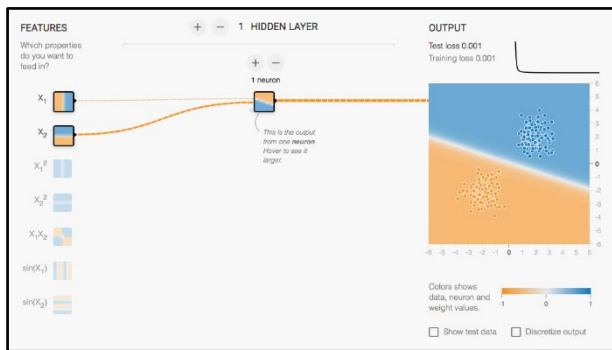 FEATURES
Which properties
do you want to
feed in?
X₁
X₂
X₁²
X₂²
X₁X₂
sin(X₁)
sin(X₂)
+ − 1 HIDDEN LAYER
+ −
1 neuron
This is the output
from one neuron.
Hover to see it
larger.
OUTPUT
Test loss 0.001
Training loss 0.001
6
5
4
3
2
1
0
-1
-2
-3
-4
-5
-6
-6 -5 -4 -3 -2 -1 0 1 2 3 4 5 6
Colors shows
data, neuron and
weight values.
-1 0 1
Show test data
Discretize output